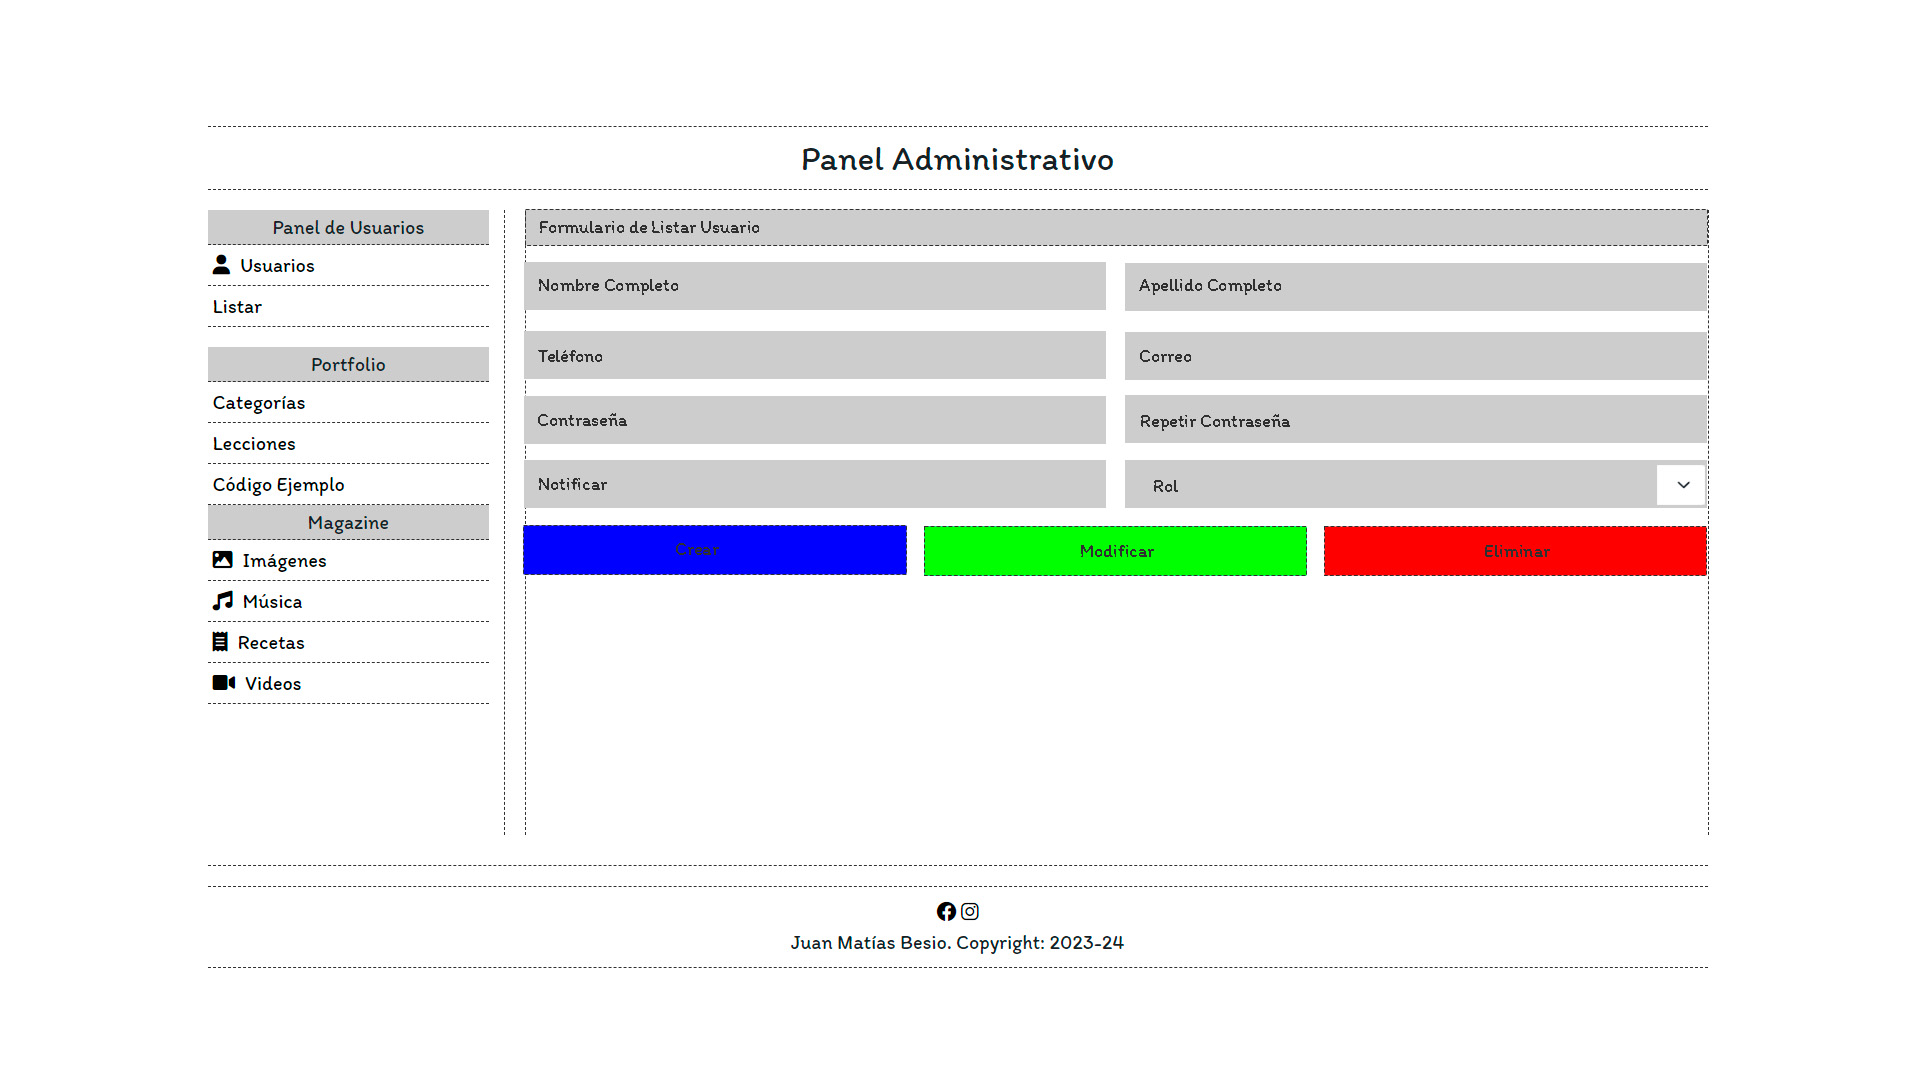 Panel Administrativo
Panel de Usuarios
Usuarios
Listar
Portfolio
Categorías
Lecciones
Código Ejemplo
Magazine
Imágenes
Música
Recetas
Videos
Formulario de Listar Usuario
Nombre Completo
Apellido Completo
Teléfono
Correo
Contraseña
Repetir Contraseña
Notificar
Rol
Crear
Modificar
Eliminar
Juan Matías Besio. Copyright: 2023-24